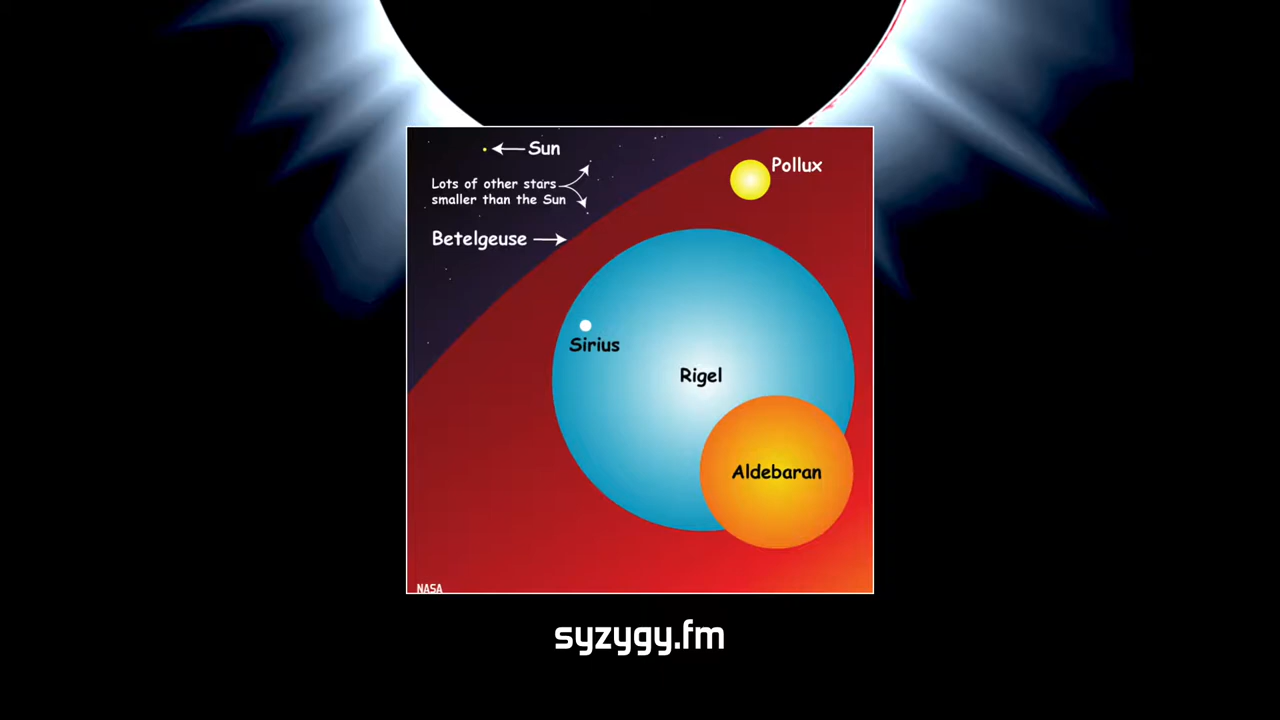 Sun
Pollux
Lots of other stars
smaller than the Sun
Betelgeuse
Sirius
Rigel
Aldebaran
NASA
syzygy.fm